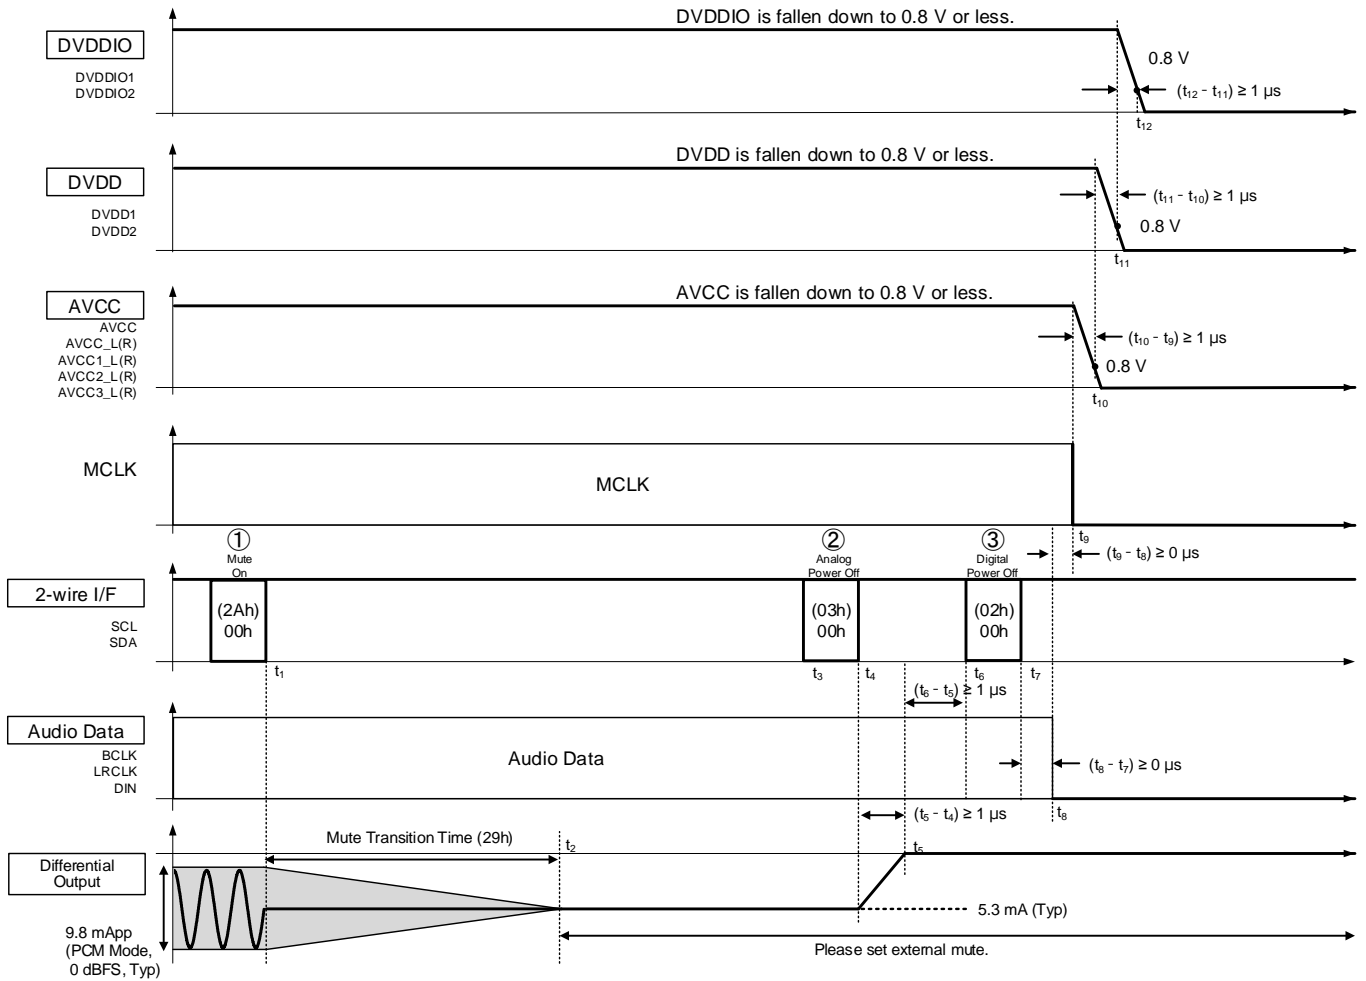 DVDDIO is fallen down to 0.8 V or less.
DVDDIO
DVDDIO1
DVDDIO2
0.8 V
(t12 - t11) ≥ 1 µs
t12
DVDD is fallen down to 0.8 V or less.
DVDD
DVDD1
DVDD2
(t11 - t10) ≥ 1 µs
0.8 V
t11
AVCC is fallen down to 0.8 V or less.
AVCC
AVCC
AVCC_L(R)
AVCC1_L(R)
AVCC2_L(R)
AVCC3_L(R)
(t10 - t9) ≥ 1 µs
0.8 V
t10
MCLK
MCLK
t9
(t9 - t8) ≥ 0 µs
①
Mute
On
②
Analog
Power Off
③
Digital
Power Off
2-wire I/F
SCL
SDA
(2Ah)
00h
(03h)
00h
(02h)
00h
t1
t3
t4
t6
t7
(t6 - t5) ≥ 1 µs
Audio Data
BCLK
LRCLK
DIN
Audio Data
(t8 - t7) ≥ 0 µs
(t5 - t4) ≥ 1 µs
t8
Mute Transition Time (29h)
t2
t5
Differential
Output
9.8 mApp
(PCM Mode,
0 dBFS, Typ)
5.3 mA (Typ)
Please set external mute.